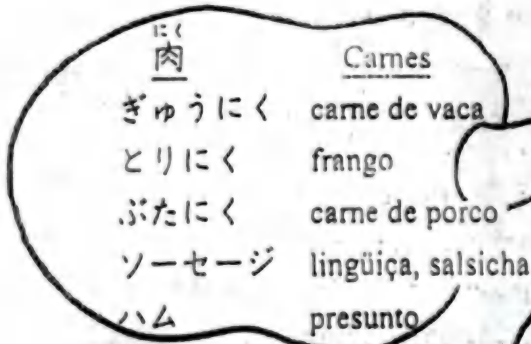 にく
肉 Carnes
ぎゅうにく carne de vaca
とりにく frango
ぶたにく carne de porco
ソーセージ lingüiça, salsicha
ハム presunto